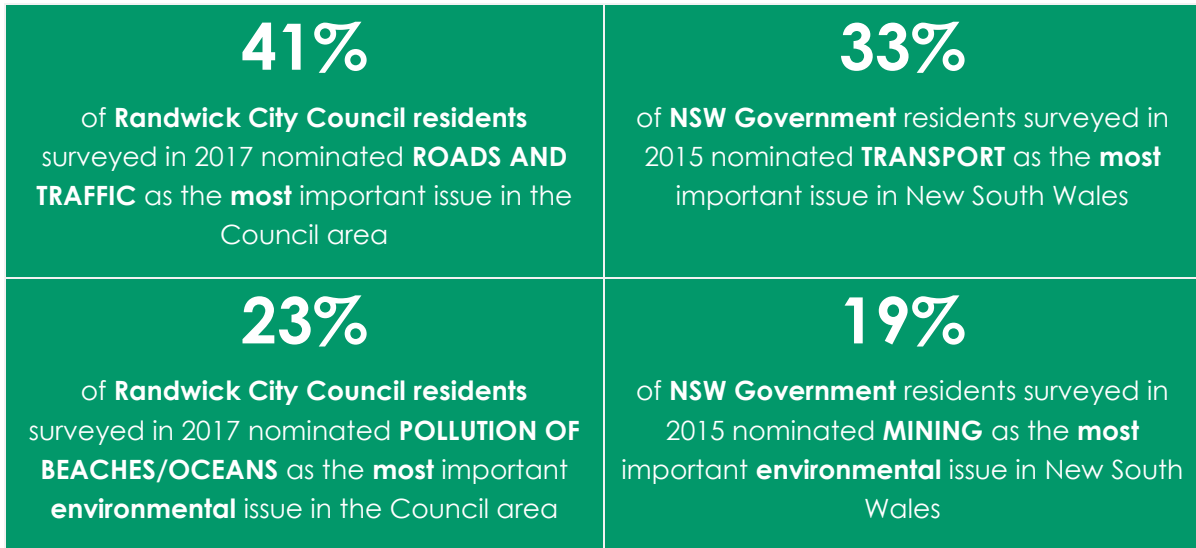 41%
of Randwick City Council residents
surveyed in 2017 nominated ROADS AND
TRAFFIC as the most important issue in the
Council area
33%
of NSW Government residents surveyed in
2015 nominated TRANSPORT as the most
important issue in New South Wales
23%
of Randwick City Council residents
surveyed in 2017 nominated POLLUTION OF
BEACHES/OCEANS as the most important
environmental issue in the Council area
19%
of NSW Government residents surveyed in
2015 nominated MINING as the most
important environmental issue in New South
Wales